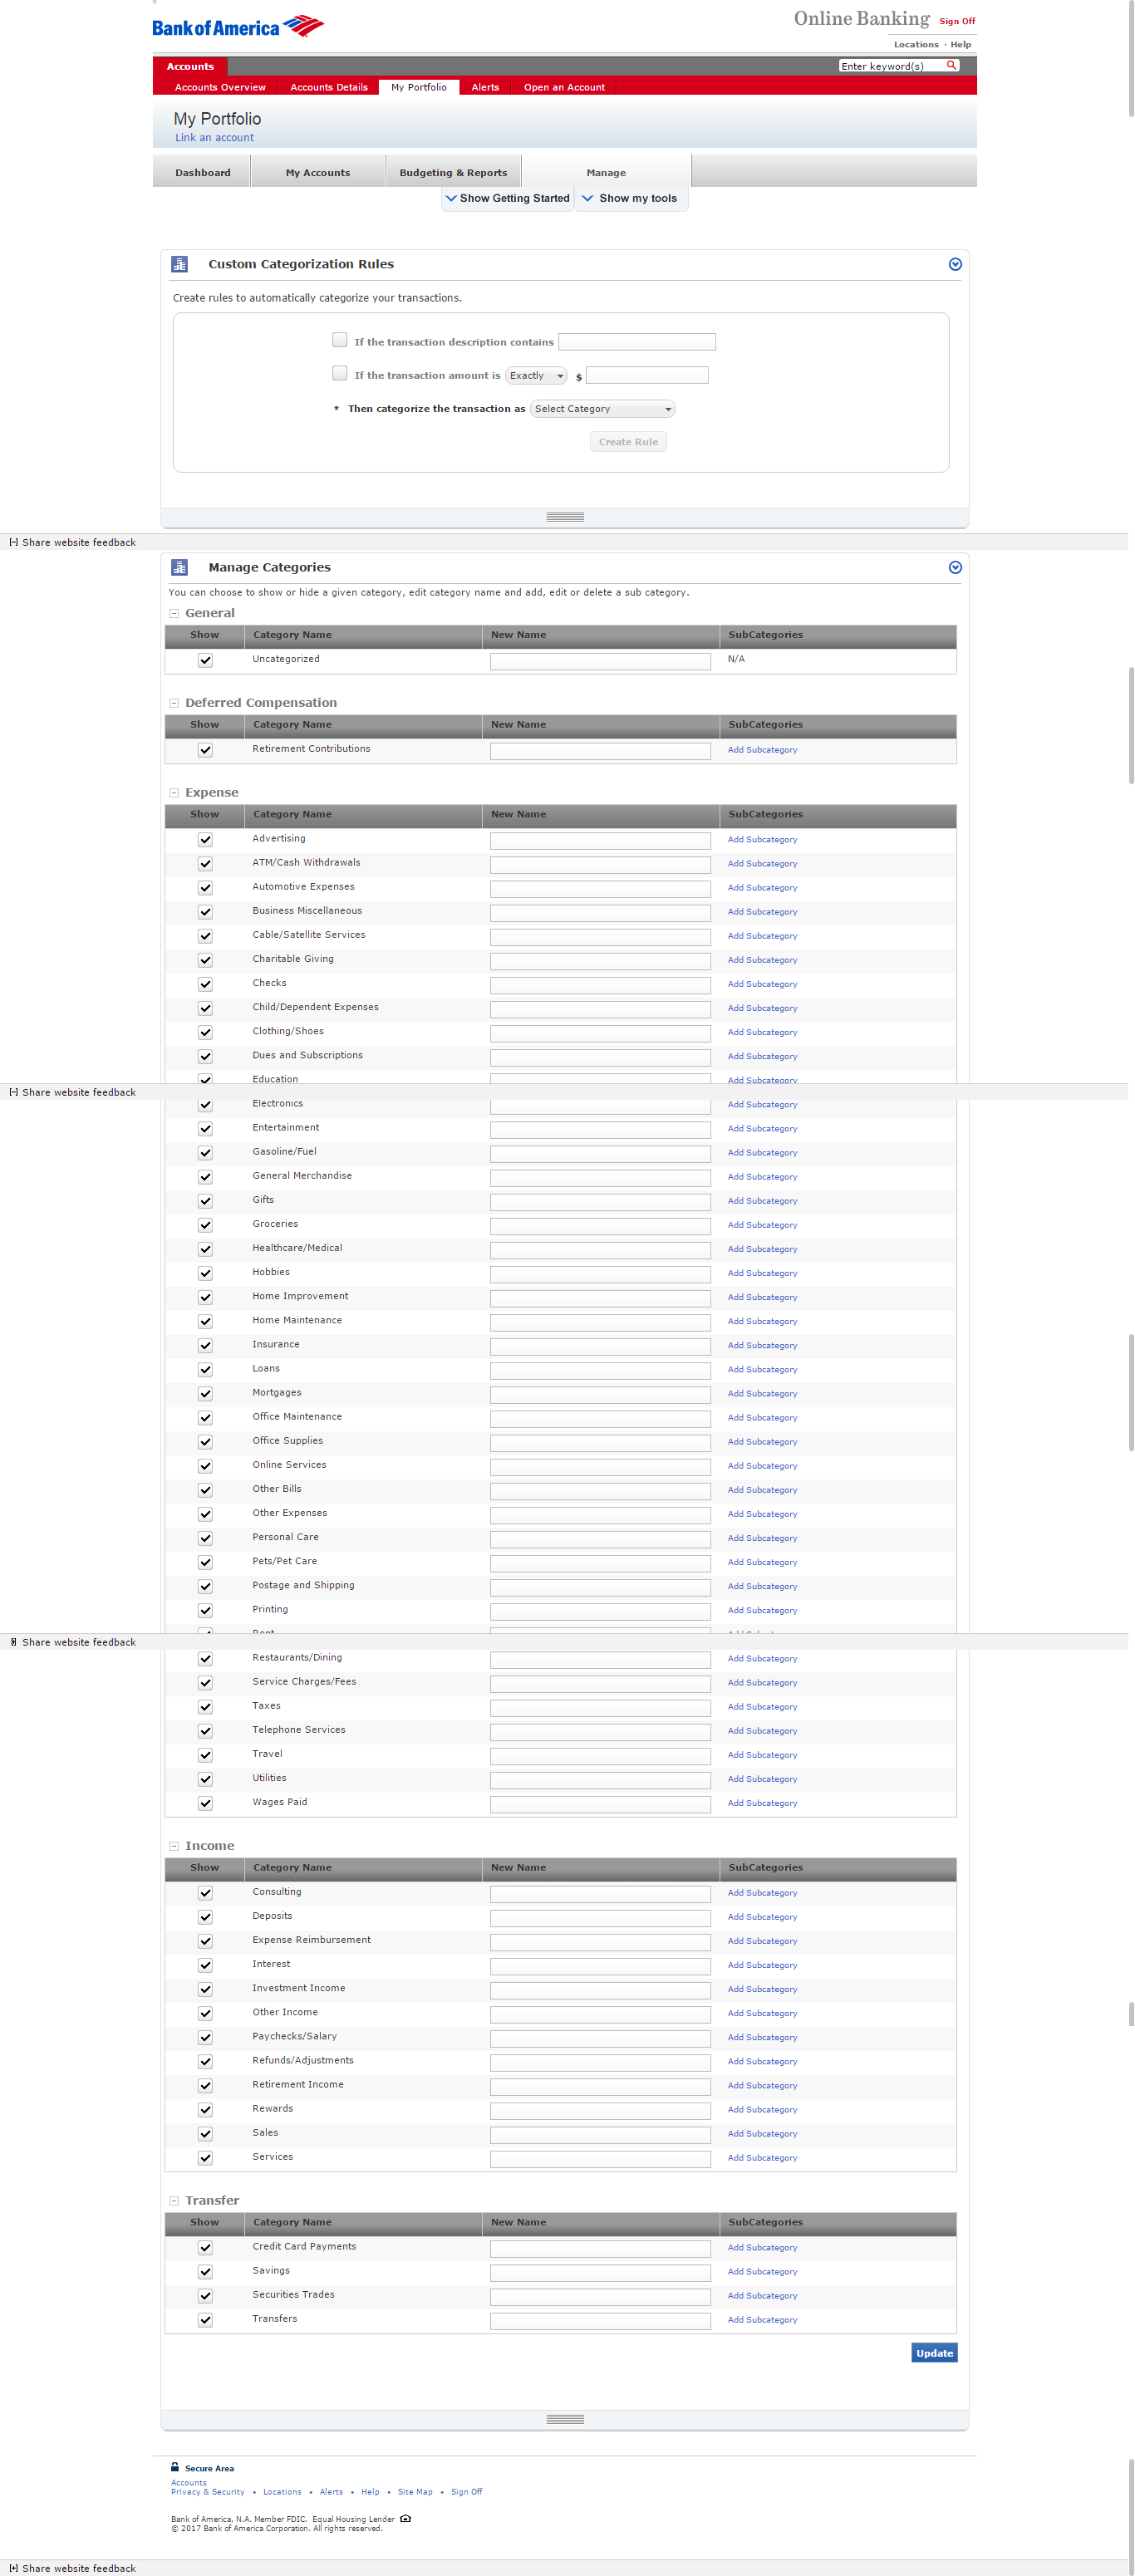 Bank of America
Online Banking Sign Off
Locations · Help
Accounts
Enter keyword(s)
Accounts Overview Accounts Details My Portfolio Alerts Open an Account
My Portfolio
Link an account
Dashboard My Accounts Budgeting & Reports Manage
Show Getting Started Show my tools
Custom Categorization Rules
Create rules to automatically categorize your transactions.
If the transaction description contains
If the transaction amount is Exactly $
* Then categorize the transaction as Select Category
Create Rule
[-] Share website feedback
Manage Categories
You can choose to show or hide a given category, edit category name and add, edit or delete a sub category.
General
Show Category Name New Name SubCategories
Uncategorized N/A
Deferred Compensation
Show Category Name New Name SubCategories
Retirement Contributions Add Subcategory
Expense
Show Category Name New Name SubCategories
Advertising Add Subcategory
ATM/Cash Withdrawals Add Subcategory
Automotive Expenses Add Subcategory
Business Miscellaneous Add Subcategory
Cable/Satellite Services Add Subcategory
Charitable Giving Add Subcategory
Checks Add Subcategory
Child/Dependent Expenses Add Subcategory
Clothing/Shoes Add Subcategory
Dues and Subscriptions Add Subcategory
Education Add Subcategory
[-] Share website feedback
Electronics Add Subcategory
Entertainment Add Subcategory
Gasoline/Fuel Add Subcategory
General Merchandise Add Subcategory
Gifts Add Subcategory
Groceries Add Subcategory
Healthcare/Medical Add Subcategory
Hobbies Add Subcategory
Home Improvement Add Subcategory
Home Maintenance Add Subcategory
Insurance Add Subcategory
Loans Add Subcategory
Mortgages Add Subcategory
Office Maintenance Add Subcategory
Office Supplies Add Subcategory
Online Services Add Subcategory
Other Bills Add Subcategory
Other Expenses Add Subcategory
Personal Care Add Subcategory
Pets/Pet Care Add Subcategory
Postage and Shipping Add Subcategory
Printing Add Subcategory
Share website feedback
Restaurants/Dining Add Subcategory
Service Charges/Fees Add Subcategory
Taxes Add Subcategory
Telephone Services Add Subcategory
Travel Add Subcategory
Utilities Add Subcategory
Wages Paid Add Subcategory
Income
Show Category Name New Name SubCategories
Consulting Add Subcategory
Deposits Add Subcategory
Expense Reimbursement Add Subcategory
Interest Add Subcategory
Investment Income Add Subcategory
Other Income Add Subcategory
Paychecks/Salary Add Subcategory
Refunds/Adjustments Add Subcategory
Retirement Income Add Subcategory
Rewards Add Subcategory
Sales Add Subcategory
Services Add Subcategory
Transfer
Show Category Name New Name SubCategories
Credit Card Payments Add Subcategory
Savings Add Subcategory
Securities Trades Add Subcategory
Transfers Add Subcategory
Update
Secure Area
Accounts
Privacy & Security • Locations • Alerts • Help • Site Map • Sign Off
Bank of America, N.A. Member FDIC. Equal Housing Lender
© 2017 Bank of America Corporation. All rights reserved.
[+] Share website feedback